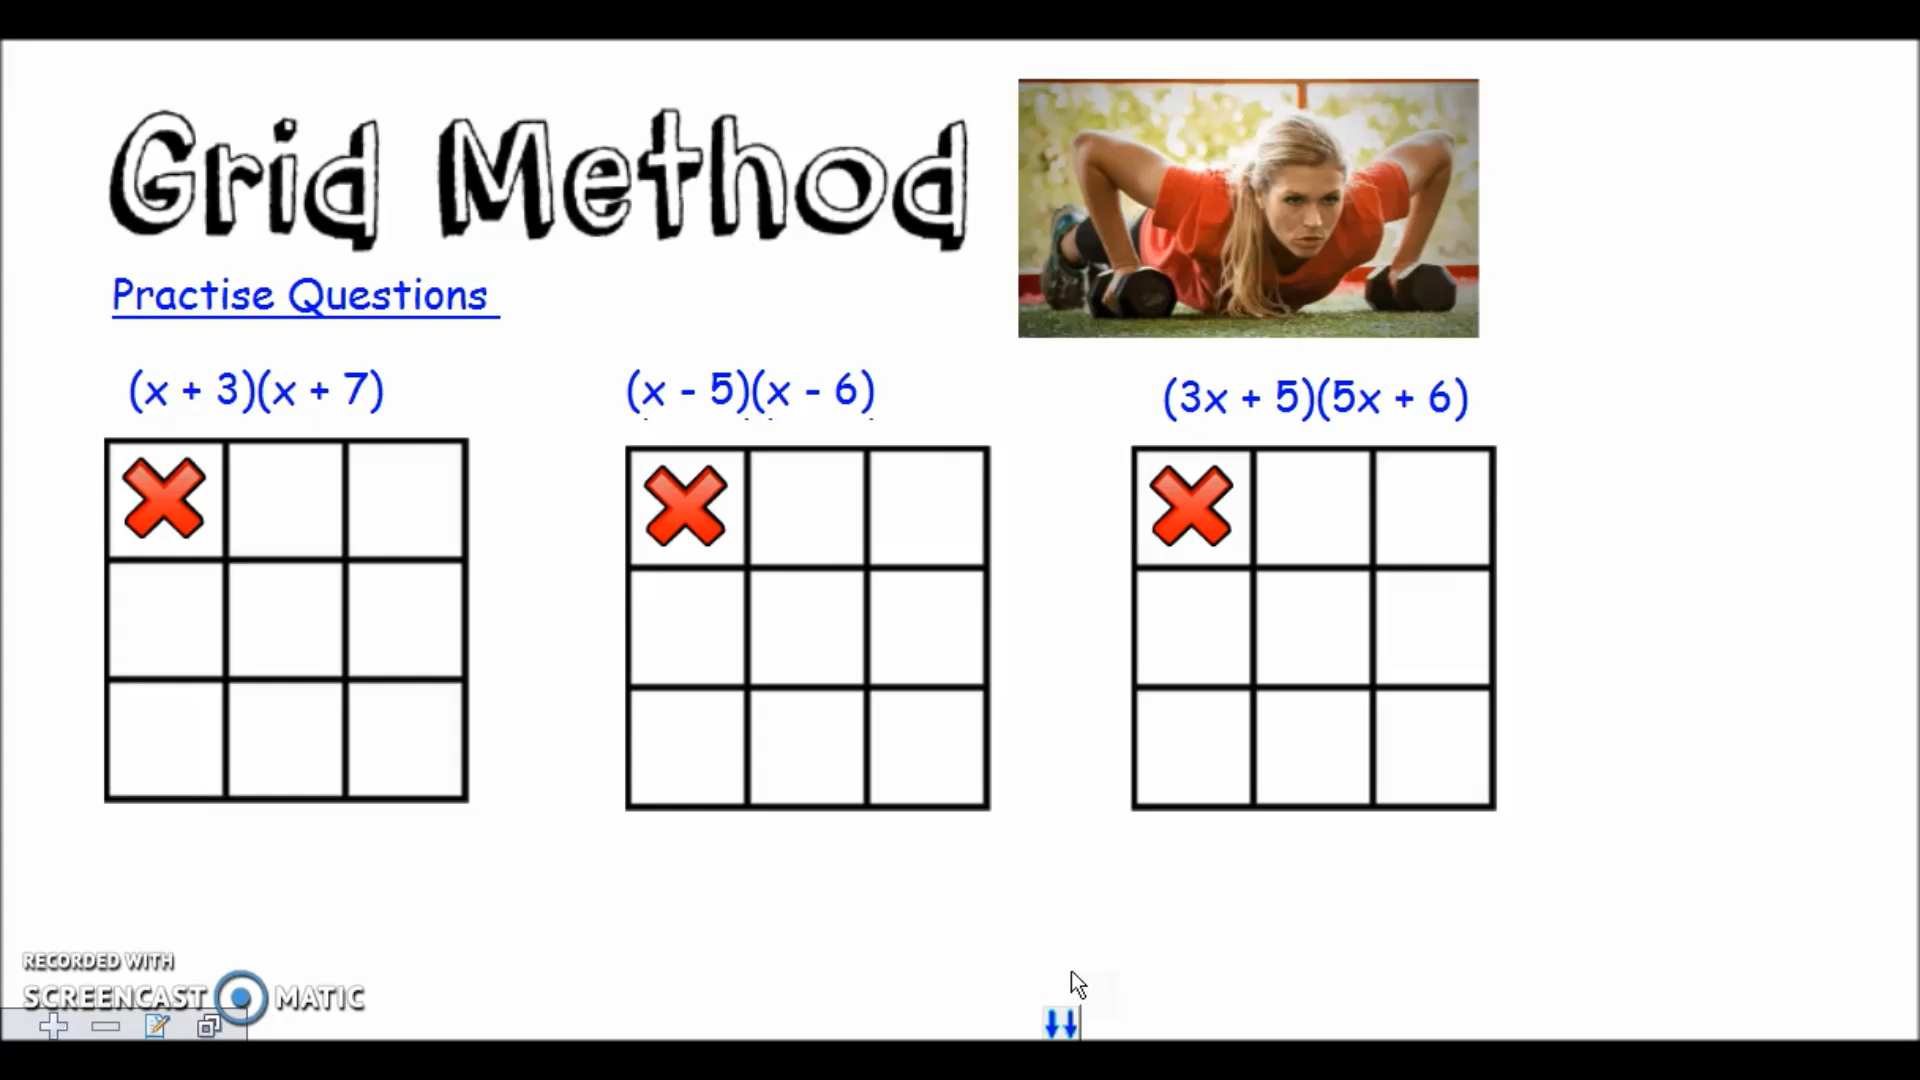 Grid Method
Practise Questions
(x + 3)(x + 7)
(x - 5)(x - 6)
(3x + 5)(5x + 6)
RECORDED WITH
SCREENCAST MATIC